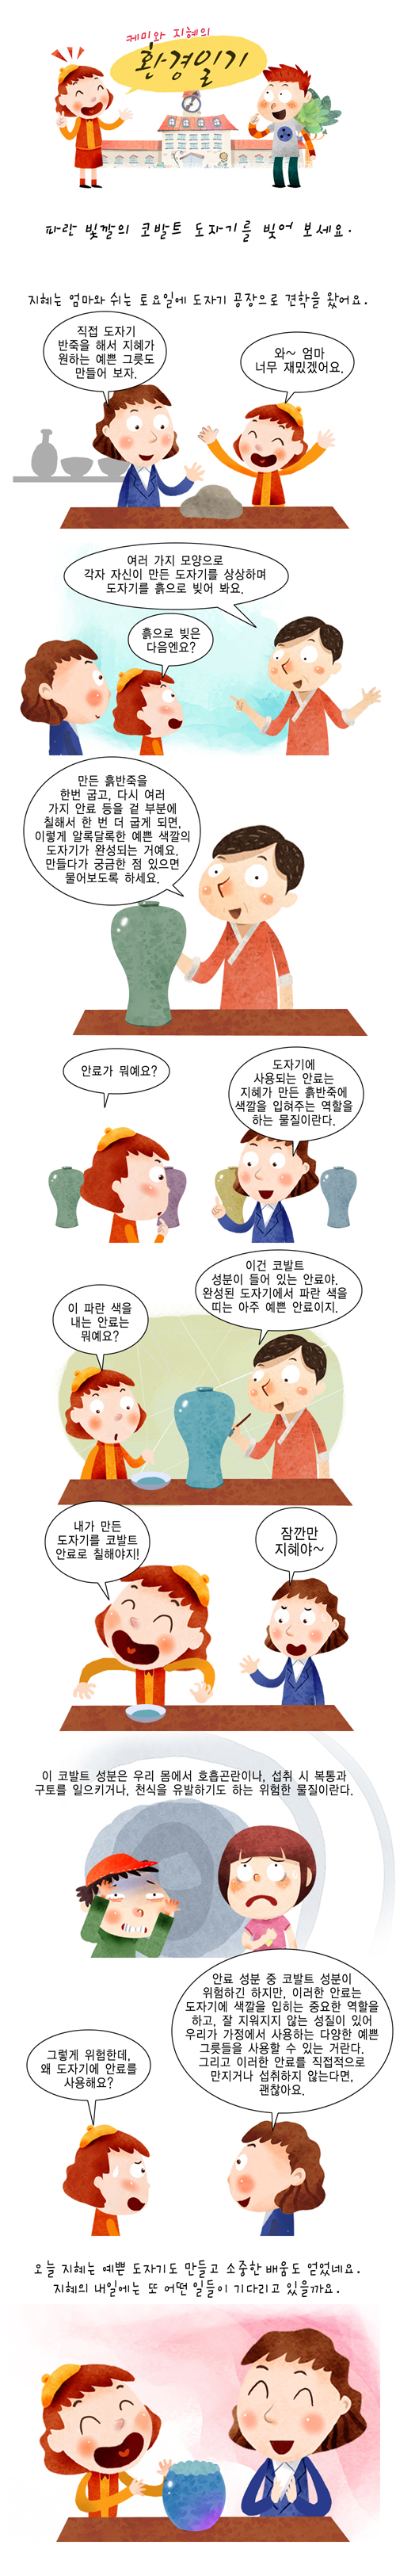 케미와 지혜의
환경일기
파란 빛깔의 코발트 도자기를 빚어 보세요.
지혜는 엄마와 쉬는 토요일에 도자기 공장으로 견학을 왔어요.
직접 도자기
반죽을 해서 지혜가
원하는 예쁜 그릇도
만들어 보자.
와~ 엄마
너무 재밌겠어요.
여러 가지 모양으로
각자 자신이 만든 도자기를 상상하며
도자기를 흙으로 빚어 봐요.
흙으로 빚은
다음엔요?
만든 흙반죽을
한번 굽고, 다시 여러
가지 안료 등을 겉 부분에
칠해서 한 번 더 굽게 되면,
이렇게 알록달록한 예쁜 색깔의
도자기가 완성되는 거예요.
만들다가 궁금한 점 있으면
물어보도록 하세요.
안료가 뭐예요?
도자기에
사용되는 안료는
지혜가 만든 흙반죽에
색깔을 입혀주는 역할을
하는 물질이란다.
이 파란 색을
내는 안료는
뭐예요?
이건 코발트
성분이 들어 있는 안료야.
완성된 도자기에서 파란 색을
띠는 아주 예쁜 안료이지.
내가 만든
도자기를 코발트
안료로 칠해야지!
잠깐만
지혜야~
이 코발트 성분은 우리 몸에서 호흡곤란이나, 섭취 시 복통과
구토를 일으키거나, 천식을 유발하기도 하는 위험한 물질이란다.
그렇게 위험한데,
왜 도자기에 안료를
사용해요?
안료 성분 중 코발트 성분이
위험하긴 하지만, 이러한 안료는
도자기에 색깔을 입히는 중요한 역할을
하고, 잘 지워지지 않는 성질이 있어
우리가 가정에서 사용하는 다양한 예쁜
그릇들을 사용할 수 있는 거란다.
그리고 이러한 안료를 직접적으로
만지거나 섭취하지 않는다면,
괜찮아요.
오늘 지혜는 예쁜 도자기도 만들고 소중한 배움도 얻었네요.
지혜의 내일에는 또 어떤 일들이 기다리고 있을까요.